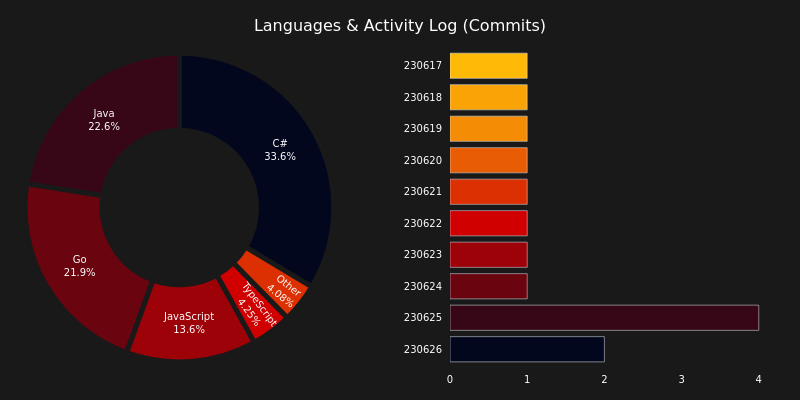 Languages & Activity Log (Commits)
Java
22.6%
C#
33.6%
Go
21.9%
JavaScript
13.6%
TypeScript
4.25%
Other
4.08%
230617
230618
230619
230620
230621
230622
230623
230624
230625
230626
0 1 2 3 4